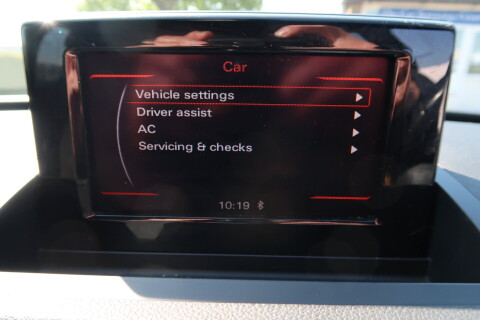 Car
Vehicle settings
Driver assist
AC
Servicing & checks
10:19